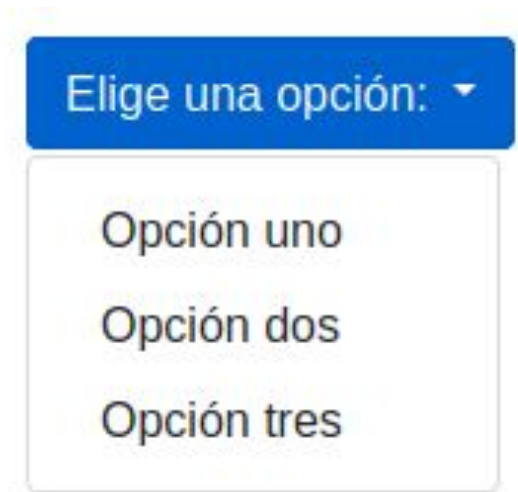 Elige una opción:
Opción uno
Opción dos
Opción tres